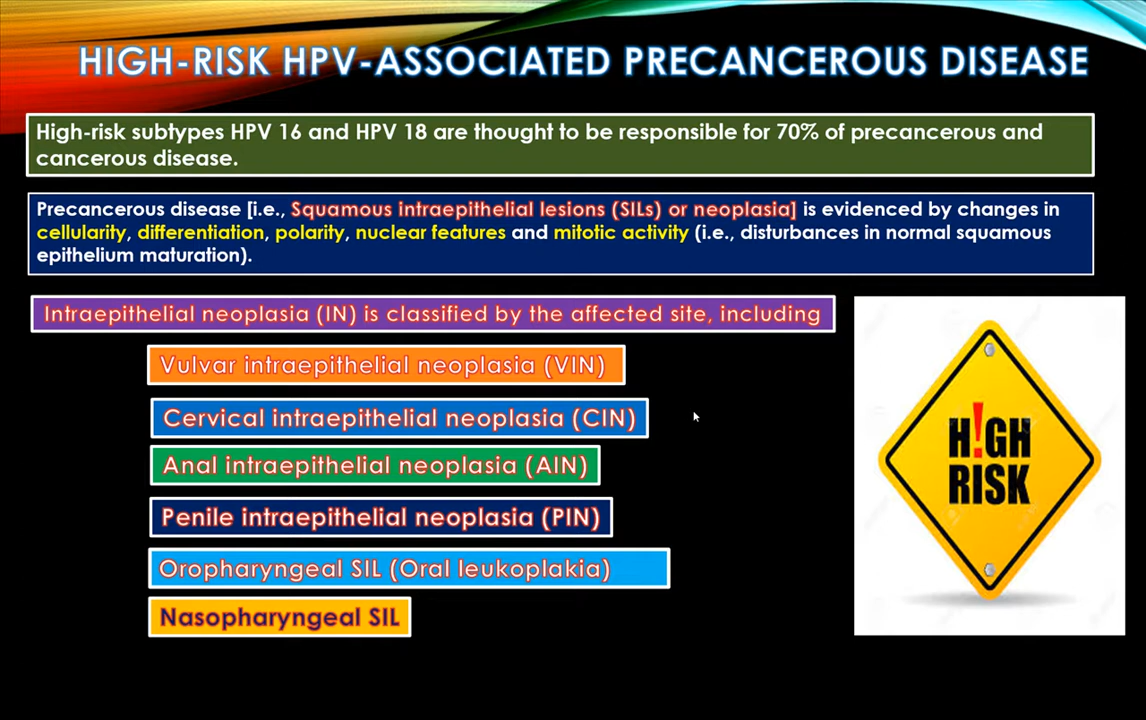 HIGH-RISK HPV-ASSOCIATED PRECANCEROUS DISEASE
High-risk subtypes HPV 16 and HPV 18 are thought to be responsible for 70% of precancerous and
cancerous disease.
Precancerous disease [i.e., Squamous intraepithelial lesions (SILs) or neoplasia] is evidenced by changes in
cellularity, differentiation, polarity, nuclear features and mitotic activity (i.e., disturbances in normal squamous
epithelium maturation).
Intraepithelial neoplasia (IN) is classified by the affected site, including
Vulvar intraepithelial neoplasia (VIN)
Cervical intraepithelial neoplasia (CIN)
Anal intraepithelial neoplasia (AIN)
Penile intraepithelial neoplasia (PIN)
Oropharyngeal SIL (Oral leukoplakia)
Nasopharyngeal SIL
H!GH
RISK